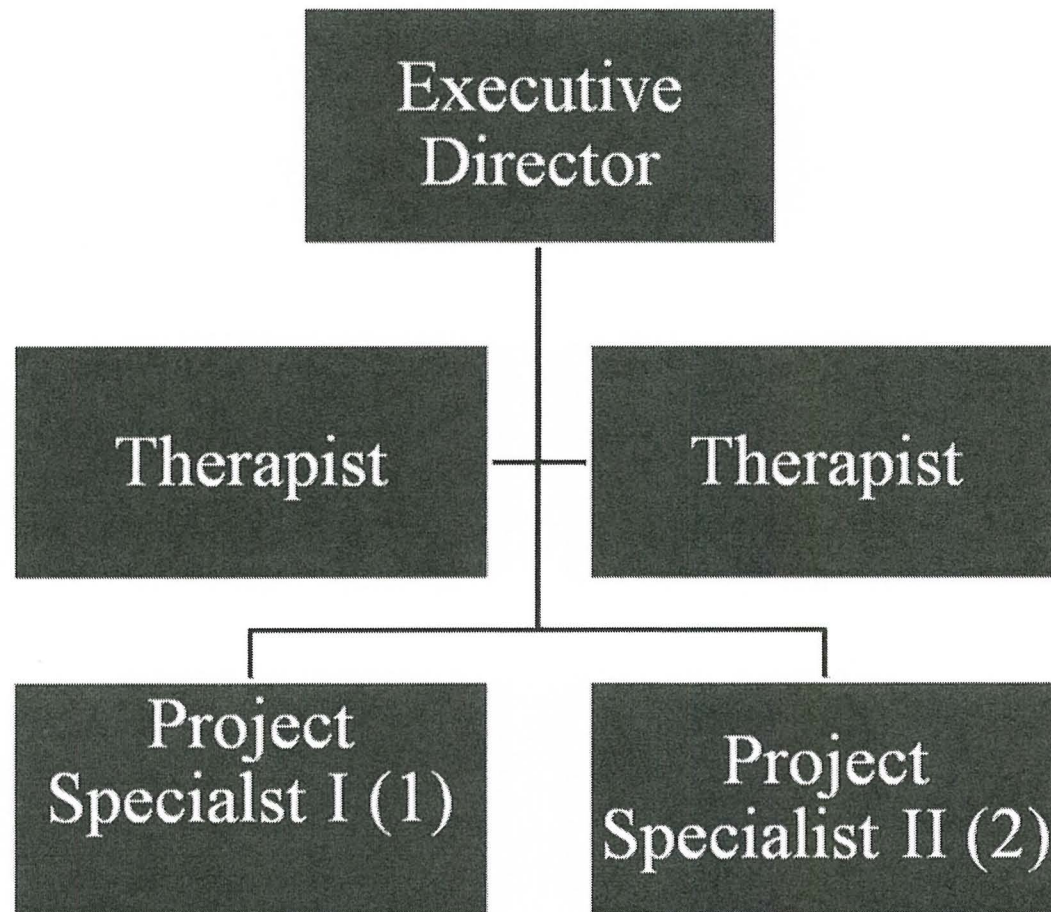 Executive
Director
Therapist
Therapist
Project
Specialst I (1)
Project
Specialist II (2)